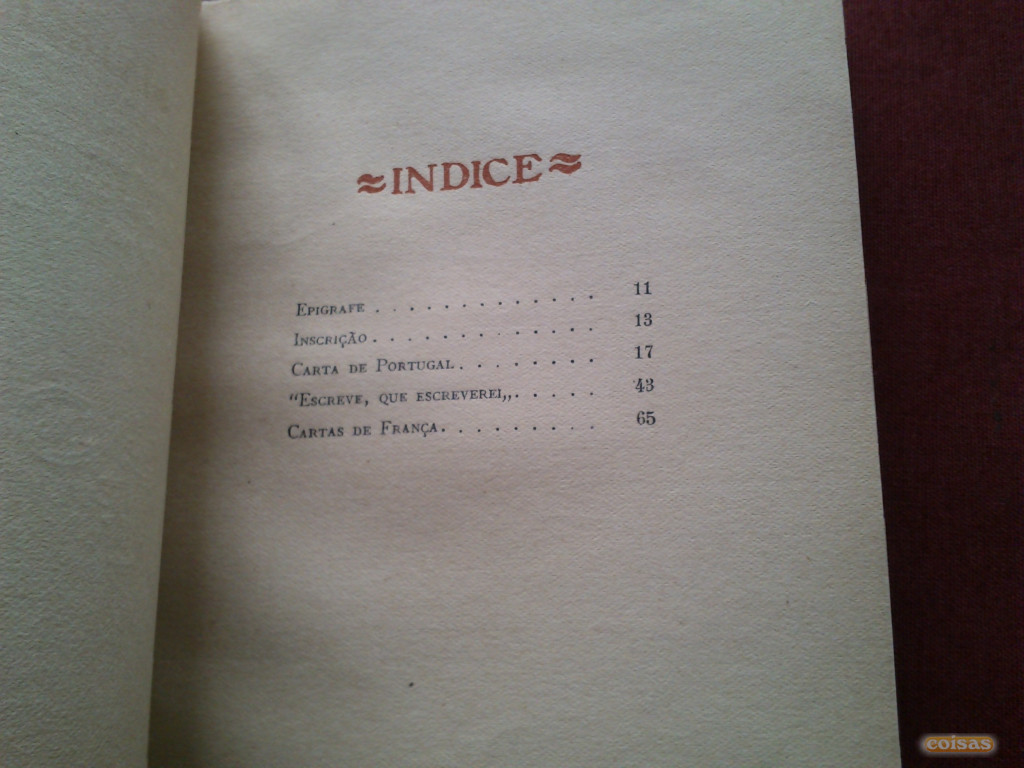 ≈INDICE≈
Epigrafe . . . . . . . . . . . . 11
Inscrição . . . . . . . . . . . . 13
Carta de Portugal . . . . . . . . 17
"Escreve, que escreverei„ . . . . . 43
Cartas de França . . . . . . . . . 65
coisas